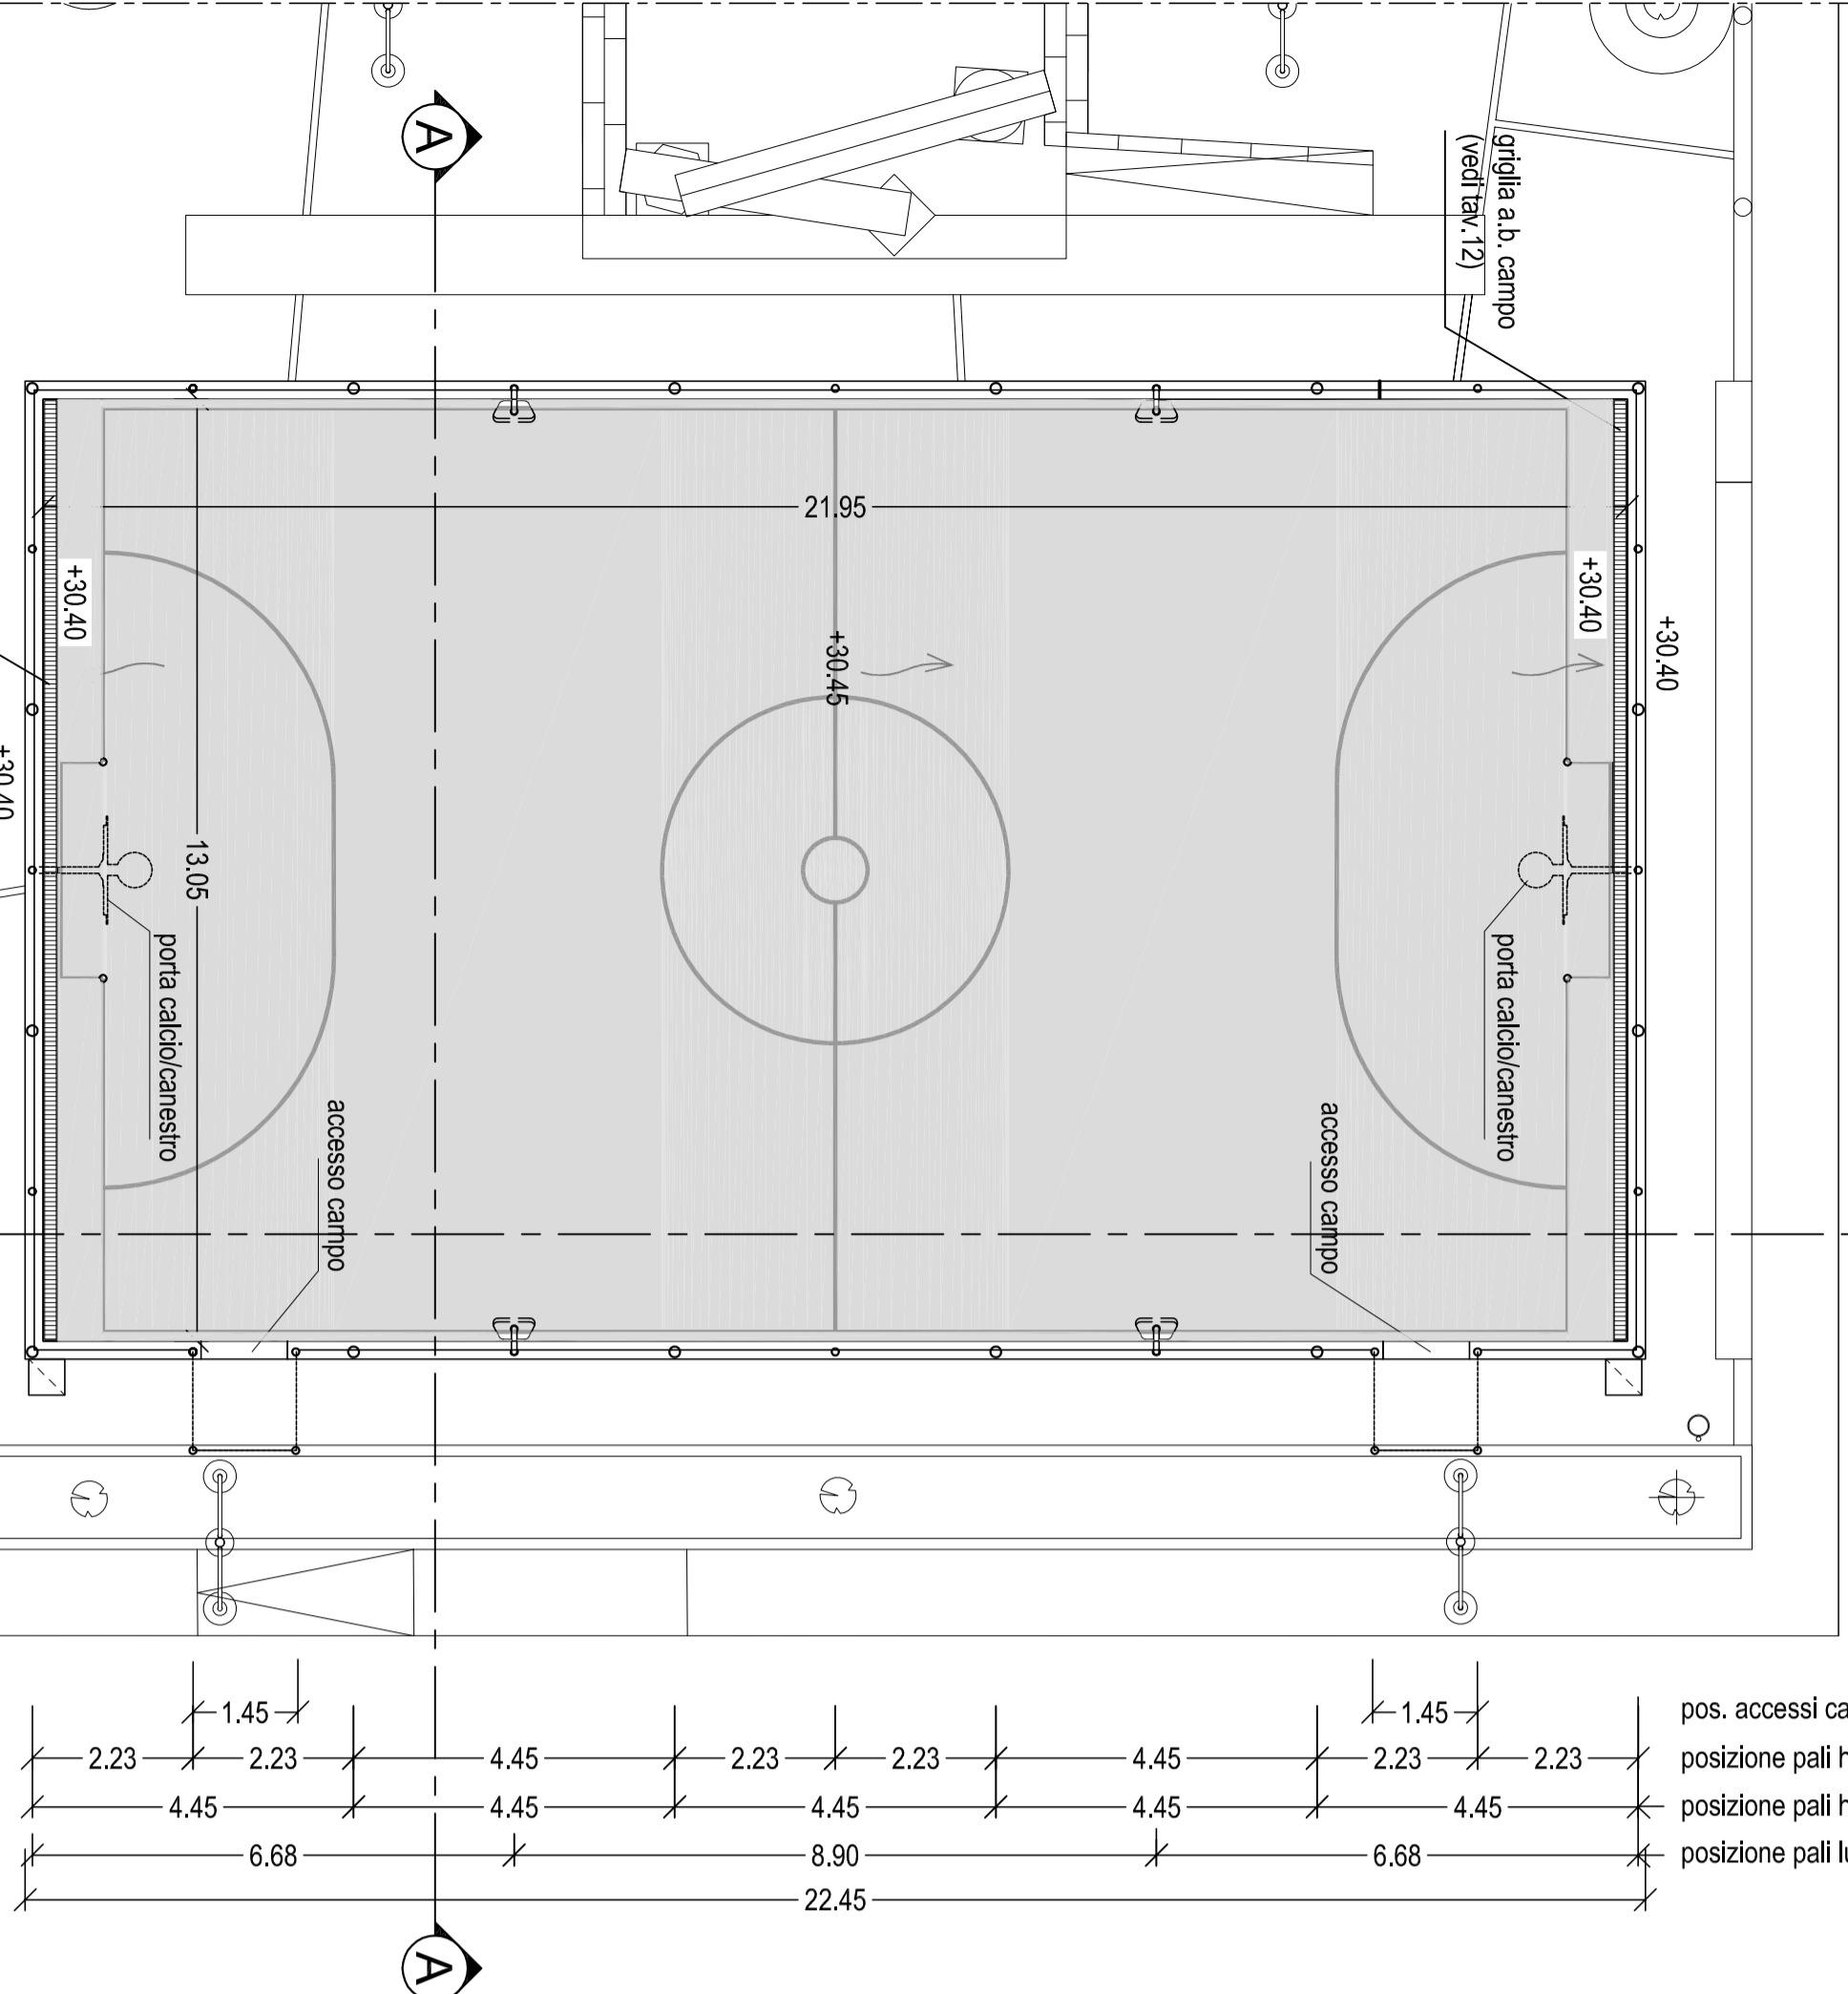 A
griglia a.b. campo
(vedi tav.12)
21.95
+30.40
+30.40
+30.40
+30.45
+30.40
13.05
porta calcio/canestro
porta calcio/canestro
accesso campo
accesso campo
1.45
1.45
pos. accessi ca
2.23
2.23
4.45
2.23
2.23
4.45
2.23
2.23
posizione pali h
4.45
4.45
4.45
4.45
4.45
posizione pali h
6.68
8.90
6.68
posizione pali lu
22.45
A